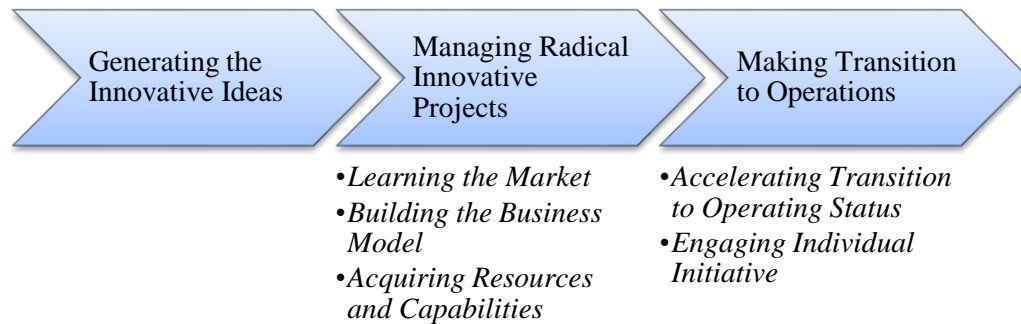 Generating the
Innovative Ideas
Managing Radical
Innovative
Projects
•Learning the Market
•Building the Business
Model
•Acquiring Resources
and Capabilities
Making Transition
to Operations
•Accelerating Transition
to Operating Status
•Engaging Individual
Initiative